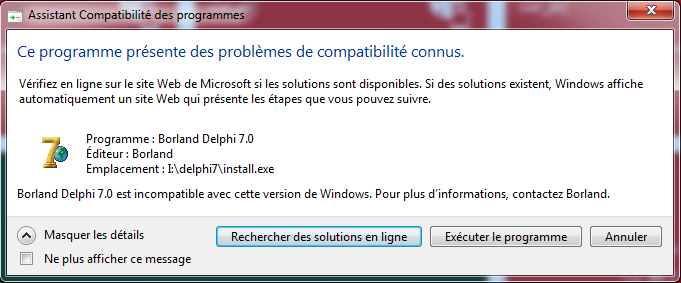 Assistant Compatibilité des programmes
Ce programme présente des problèmes de compatibilité connus.
Vérifiez en ligne sur le site Web de Microsoft si les solutions sont disponibles. Si des solutions existent, Windows affiche
automatiquement un site Web qui présente les étapes que vous pouvez suivre.
7
Programme : Borland Delphi 7.0
Éditeur : Borland
Emplacement : I:\delphi7\install.exe
Borland Delphi 7.0 est incompatible avec cette version de Windows. Pour plus d'informations, contactez Borland.
Masquer les détails
Rechercher des solutions en ligne
Exécuter le programme
Annuler
Ne plus afficher ce message